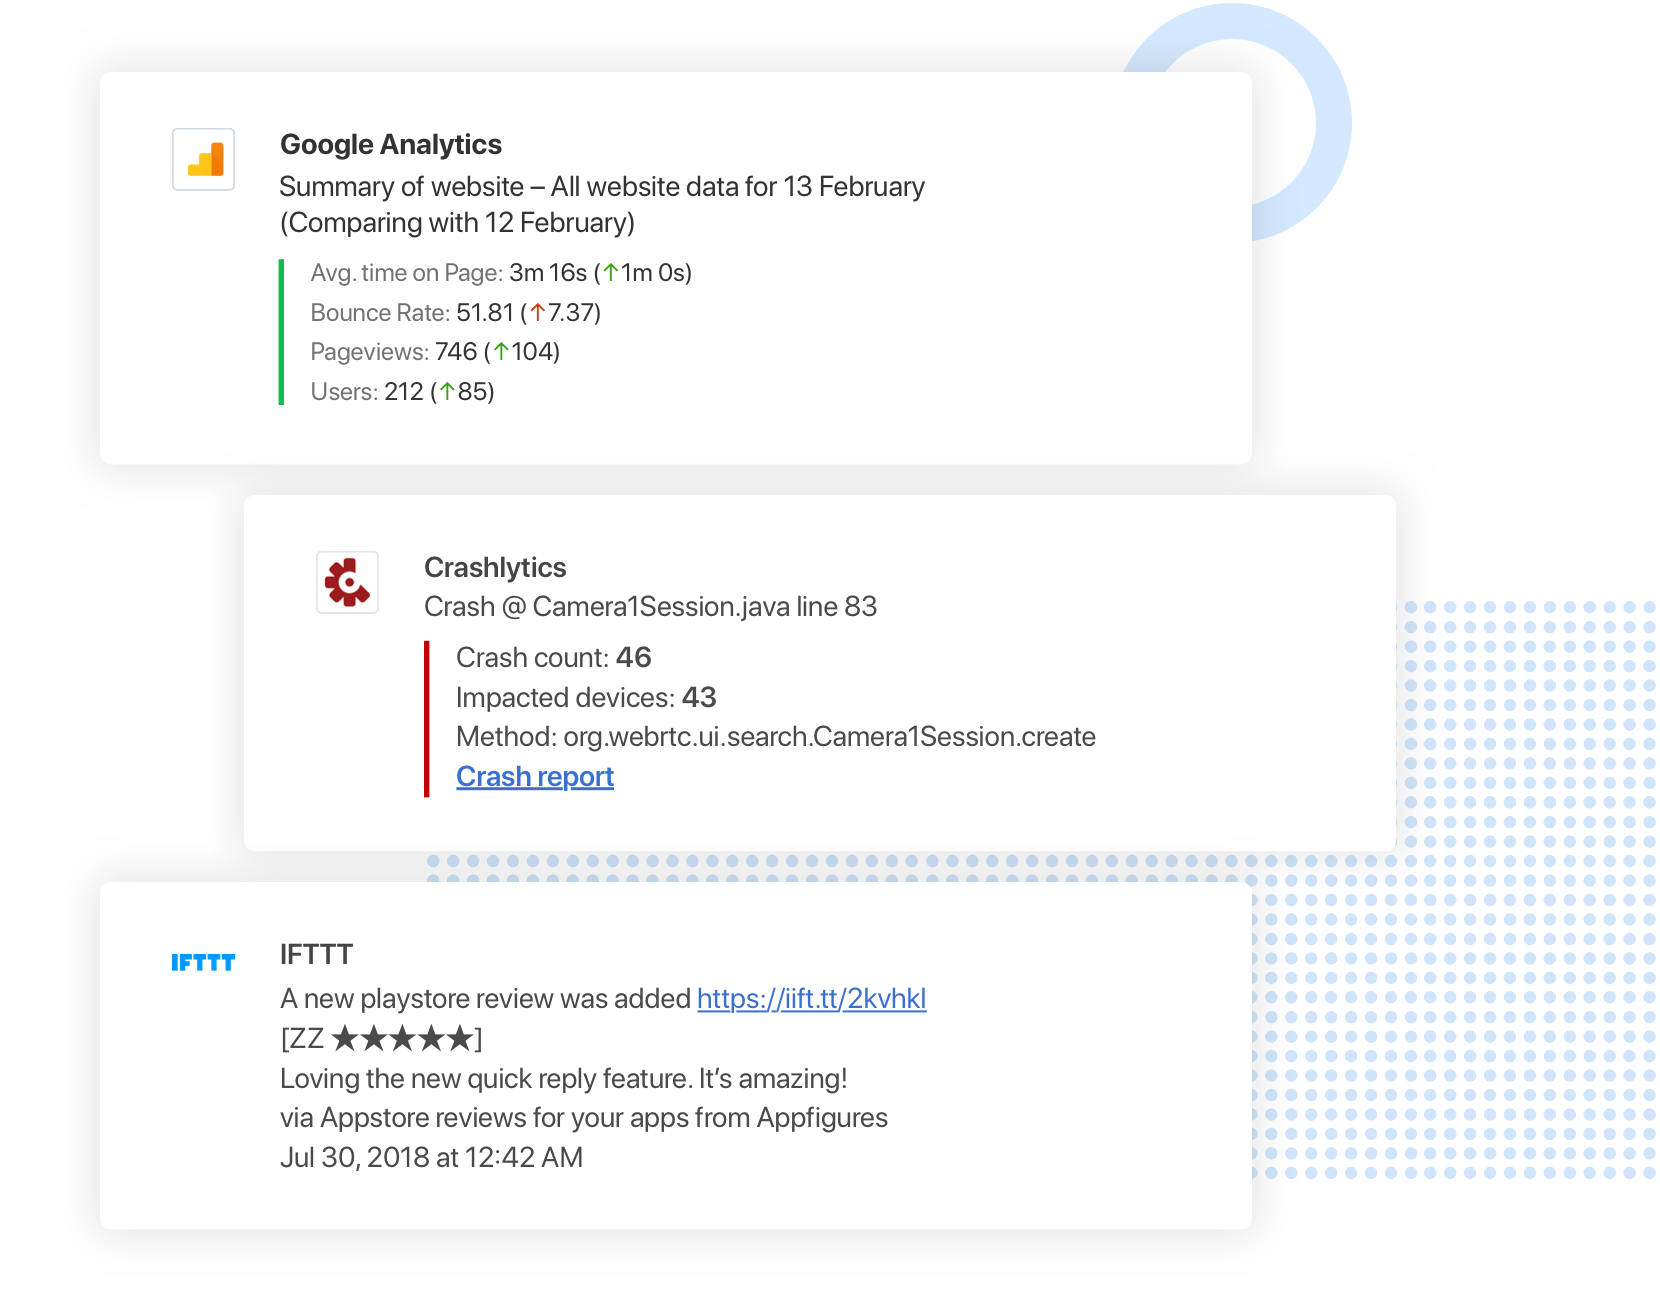 Google Analytics
Summary of website – All website data for 13 February
(Comparing with 12 February)
Avg. time on Page: 3m 16s (↑1m 0s)
Bounce Rate: 51.81 (↑7.37)
Pageviews: 746 (↑104)
Users: 212 (↑85)
Crashlytics
Crash @ Camera1Session.java line 83
Crash count: 46
Impacted devices: 43
Method: org.webrtc.ui.search.Camera1Session.create
Crash report
IFTTT
IFTTT
A new playstore review was added https://iift.tt/2kvhkl
[ZZ ★★★★★]
Loving the new quick reply feature. It’s amazing!
via Appstore reviews for your apps from Appfigures
Jul 30, 2018 at 12:42 AM